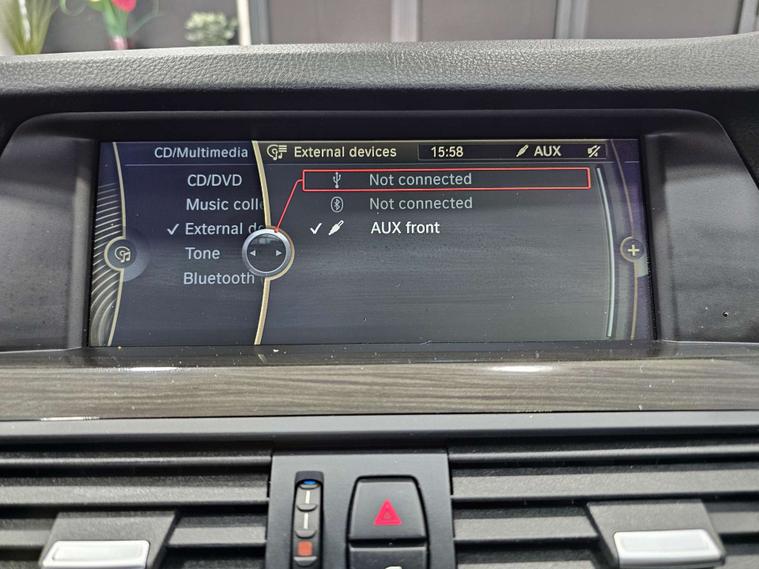 CD/Multimedia
External devices
15:58
AUX
CD/DVD
Music coll
External de
Tone
Bluetooth
Not connected
Not connected
AUX front